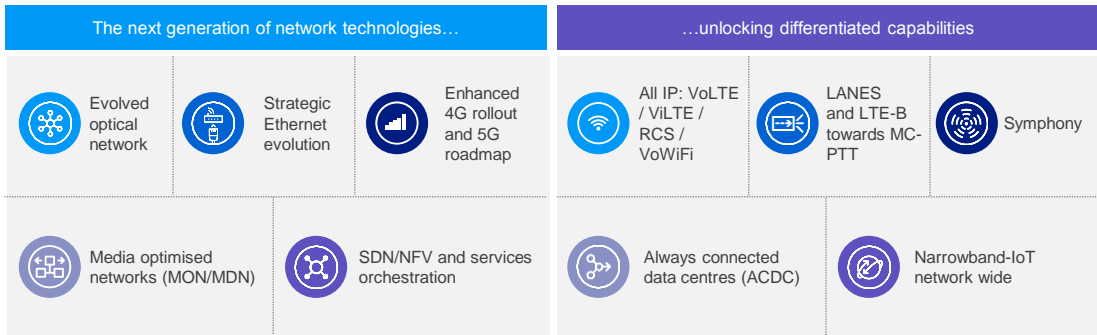 The next generation of network technologies…
Evolved
optical
network
Strategic
Ethernet
evolution
Enhanced
4G rollout
and 5G
roadmap
Media optimised
networks (MON/MDN)
SDN/NFV and services
orchestration
…unlocking differentiated capabilities
All IP: VoLTE
/ ViLTE /
RCS /
VoWiFi
LANES
and LTE-B
towards MC-
PTT
Symphony
Always connected
data centres (ACDC)
Narrowband-IoT
network wide